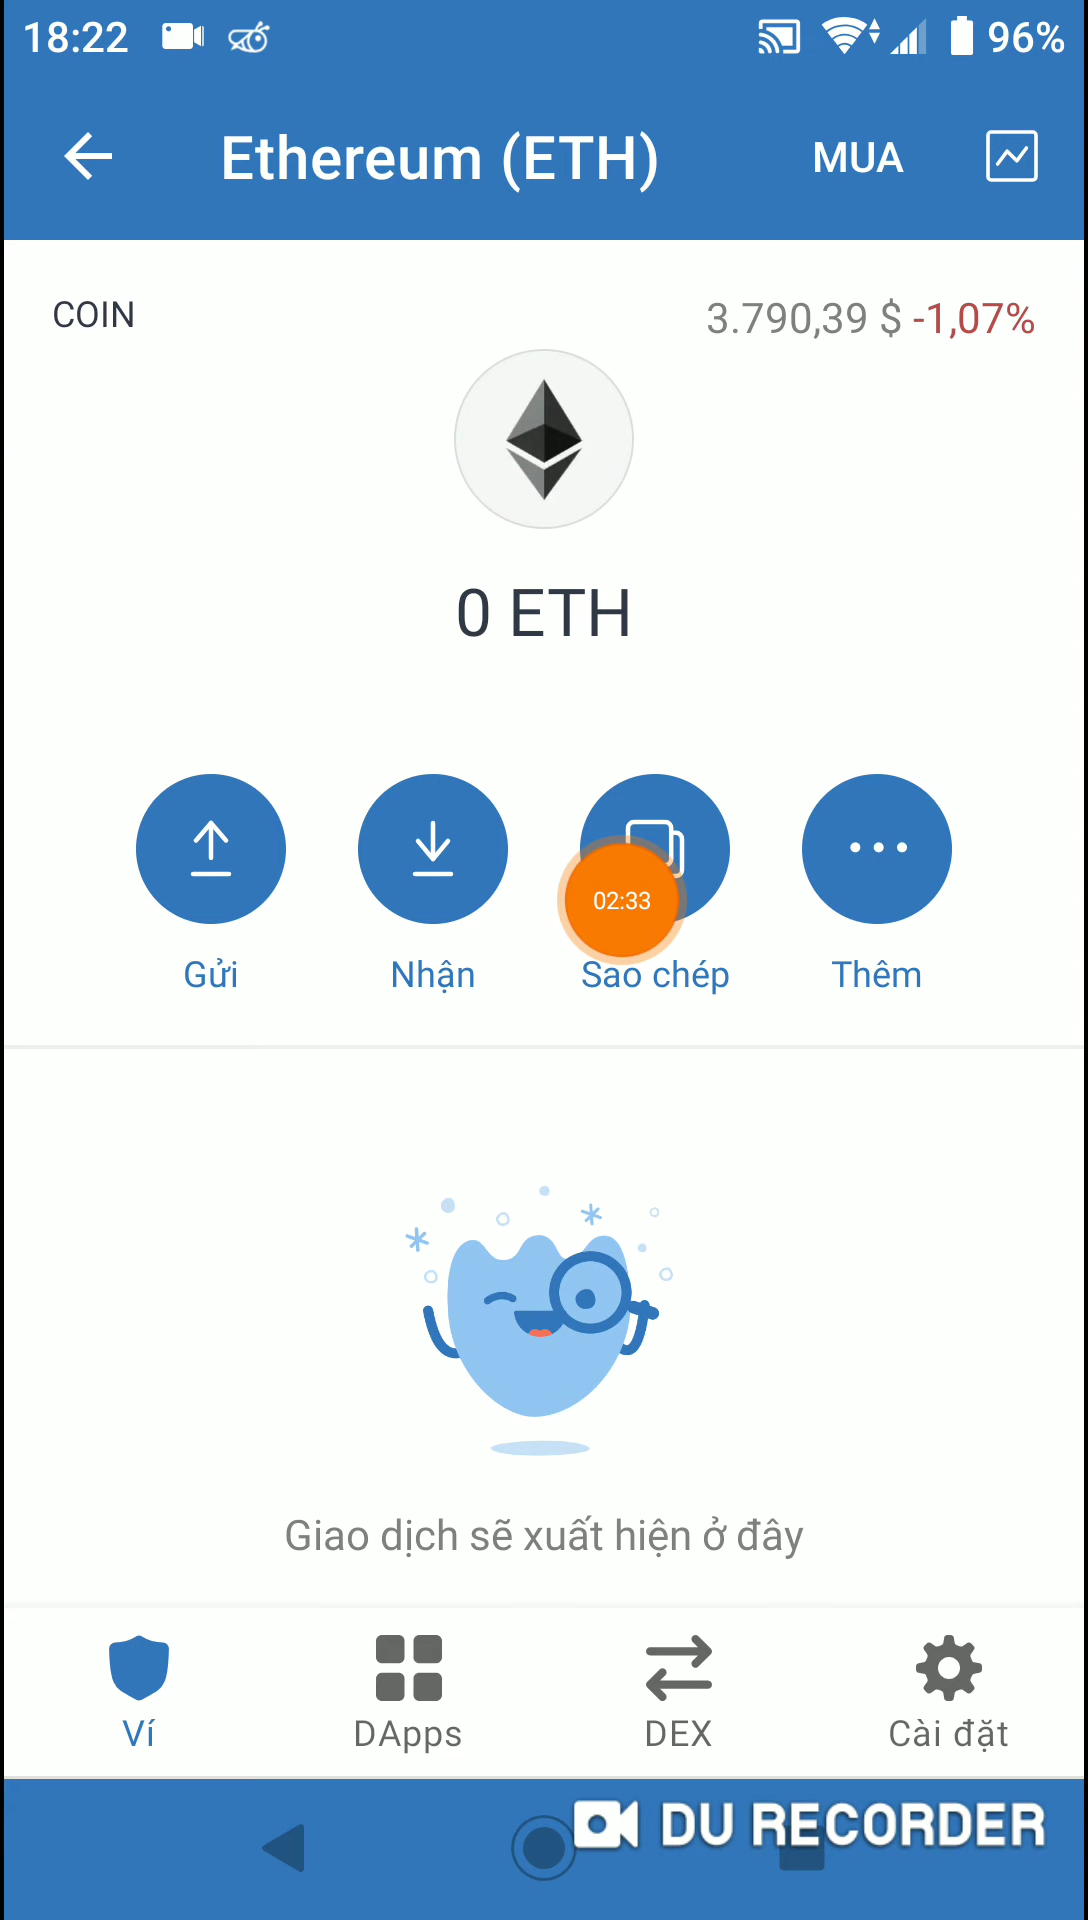 18:22 96%
Ethereum (ETH) MUA
COIN 3.790,39 $ -1,07%
0 ETH
02:33
Gửi Nhận Sao chép Thêm
Giao dịch sẽ xuất hiện ở đây
Ví DApps DEX Cài đặt
DU RECORDER